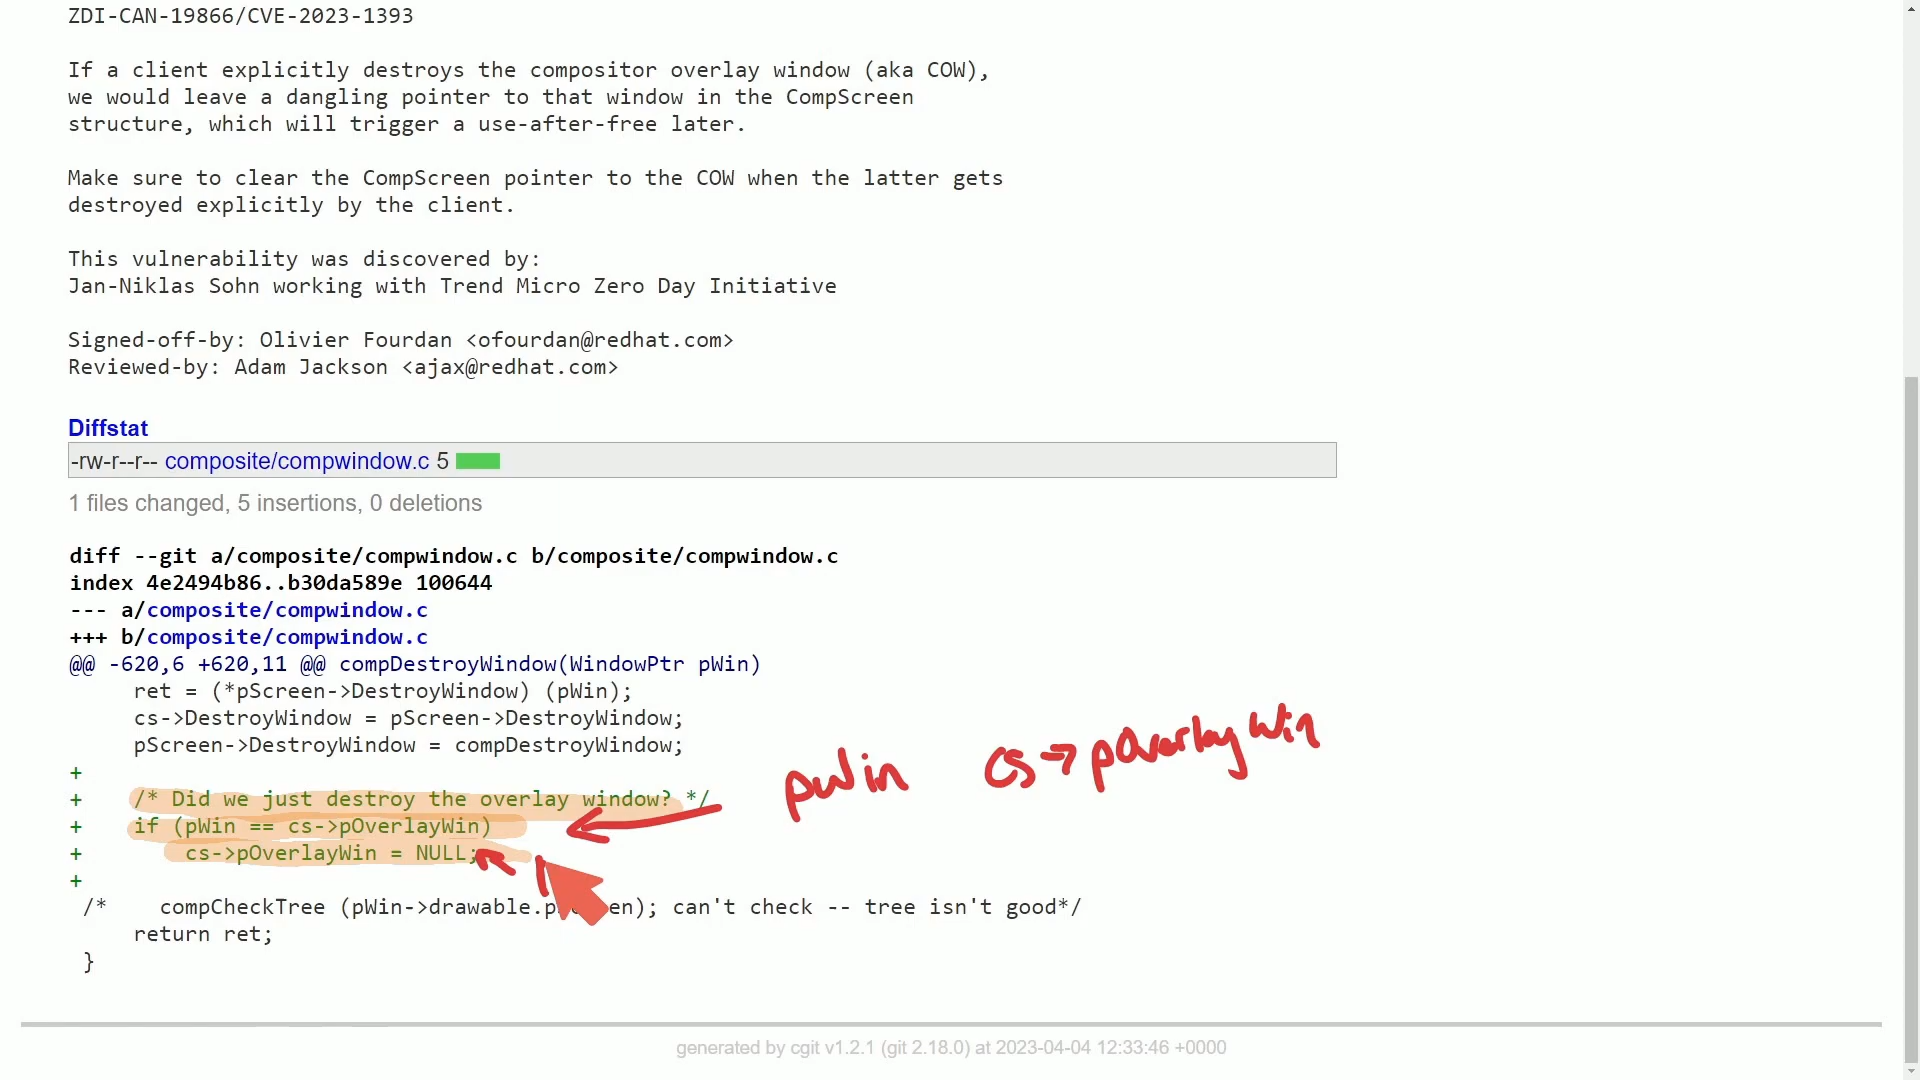 ZDI-CAN-19866/CVE-2023-1393
If a client explicitly destroys the compositor overlay window (aka COW),
we would leave a dangling pointer to that window in the CompScreen
structure, which will trigger a use-after-free later.
Make sure to clear the CompScreen pointer to the COW when the latter gets
destroyed explicitly by the client.
This vulnerability was discovered by:
Jan-Niklas Sohn working with Trend Micro Zero Day Initiative
Signed-off-by: Olivier Fourdan <ofourdan@redhat.com>
Reviewed-by: Adam Jackson <ajax@redhat.com>
Diffstat
-rw-r--r-- composite/compwindow.c 5
1 files changed, 5 insertions, 0 deletions
diff --git a/composite/compwindow.c b/composite/compwindow.c
index 4e2494b86..b30da589e 100644
--- a/composite/compwindow.c
+++ b/composite/compwindow.c
@@ -620,6 +620,11 @@ compDestroyWindow(WindowPtr pWin)
ret = (*pScreen->DestroyWindow) (pWin);
cs->DestroyWindow = pScreen->DestroyWindow;
pScreen->DestroyWindow = compDestroyWindow;
+
pWin cs->pOverlayWin
+ /* Did we just destroy the overlay window? */
+ if (pWin == cs->pOverlayWin)
+ cs->pOverlayWin = NULL;
+
/* compCheckTree (pWin->drawable. can't check -- tree isn't good*/
return ret;
}
generated by cgit v1.2.1 (git 2.18.0) at 2023-04-04 12:33:46 +0000